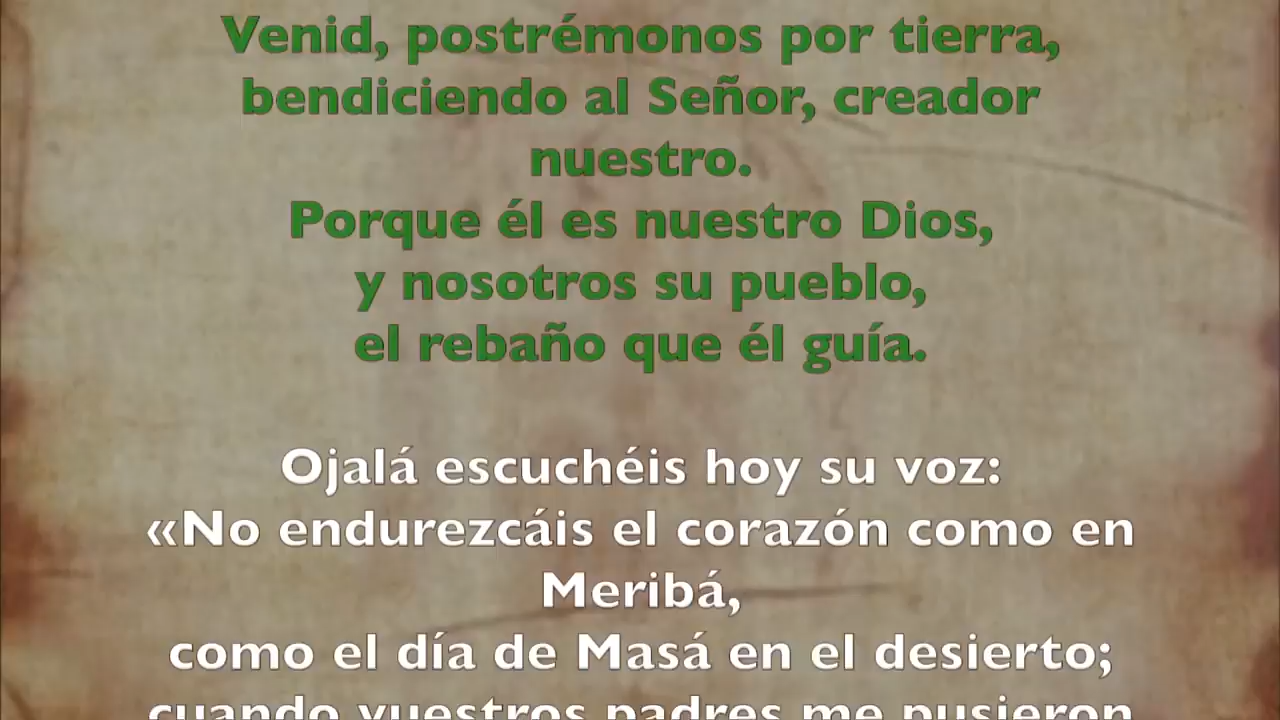 Venid, postrémonos por tierra,
bendiciendo al Señor, creador
nuestro.
Porque él es nuestro Dios,
y nosotros su pueblo,
el rebaño que él guía.
Ojalá escuchéis hoy su voz:
«No endurezcáis el corazón como en
Meribá,
como el día de Masá en el desierto;
cuando vuestros padres me pusieron